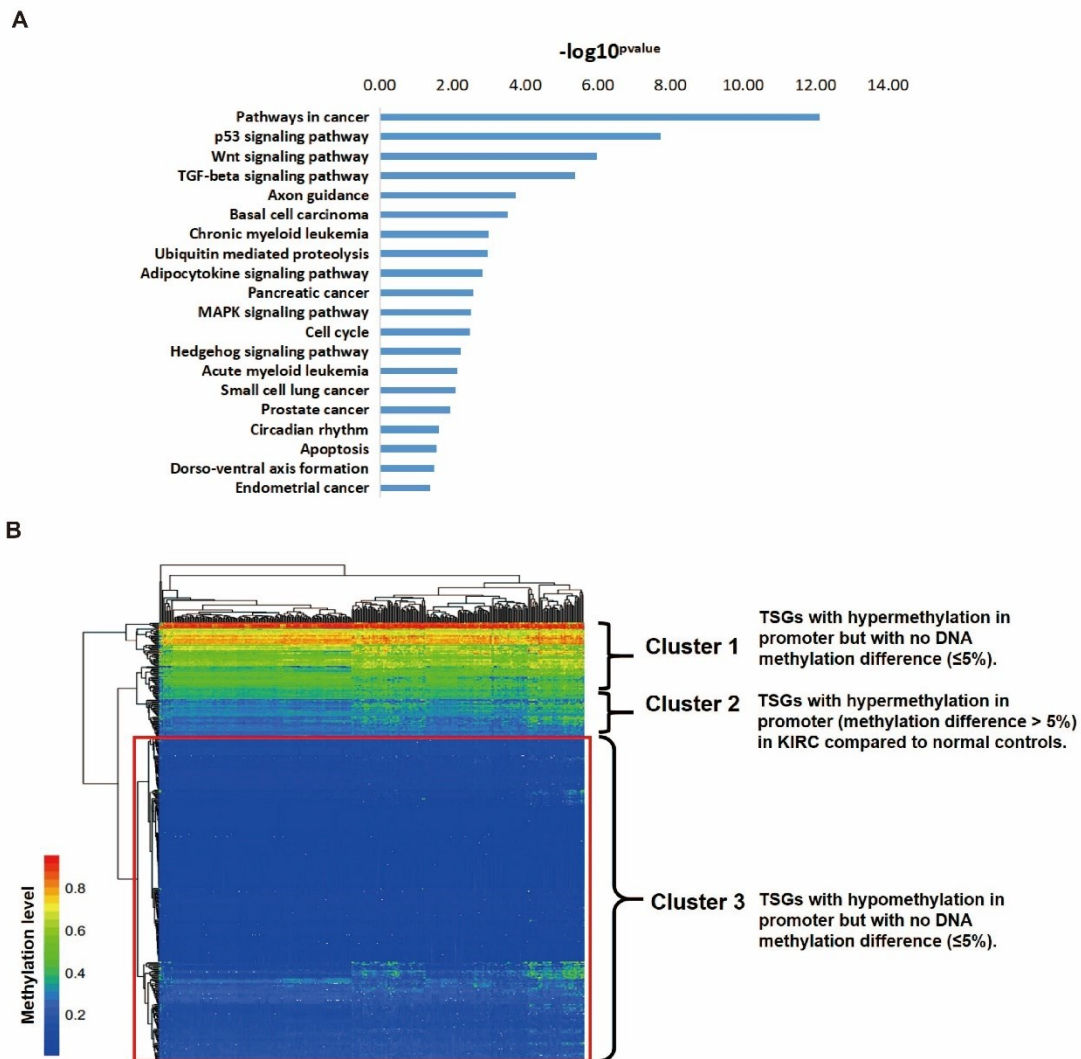 A
-log10pvalue
0.00 2.00 4.00 6.00 8.00 10.00 12.00 14.00
Pathways in cancer
p53 signaling pathway
Wnt signaling pathway
TGF-beta signaling pathway
Axon guidance
Basal cell carcinoma
Chronic myeloid leukemia
Ubiquitin mediated proteolysis
Adipocytokine signaling pathway
Pancreatic cancer
MAPK signaling pathway
Cell cycle
Hedgehog signaling pathway
Acute myeloid leukemia
Small cell lung cancer
Prostate cancer
Circadian rhythm
Apoptosis
Dorso-ventral axis formation
Endometrial cancer
B
Cluster 1
TSGs with hypermethylation in
promoter but with no DNA
methylation difference (≤5%).
Cluster 2
TSGs with hypermethylation in
promoter (methylation difference > 5%)
in KIRC compared to normal controls.
Cluster 3
TSGs with hypomethylation in
promoter but with no DNA
methylation difference (≤5%).
Methylation level
0.8
0.6
0.4
0.2